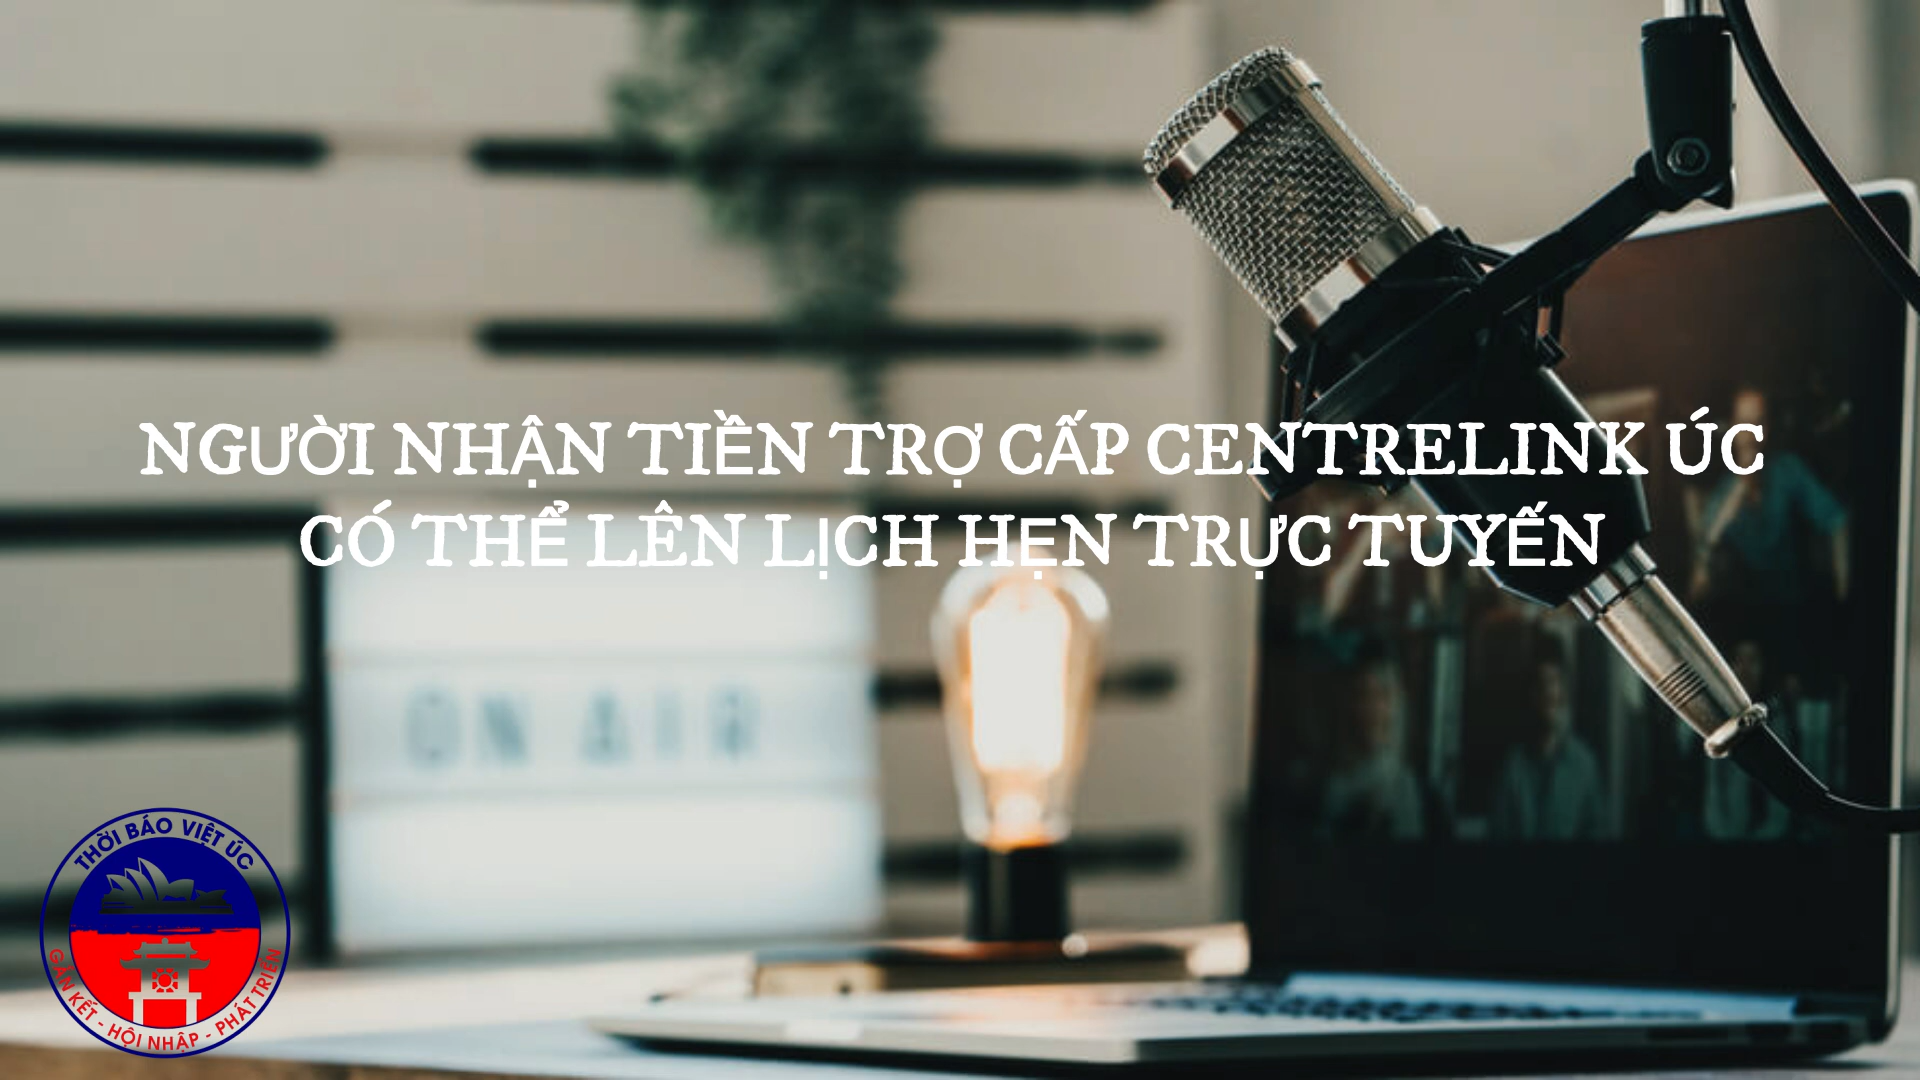 NGƯỜI NHẬN TIỀN TRỢ CẤP CENTRELINK ÚC
CÓ THỂ LÊN LỊCH HẸN TRỰC TUYẾN
ON AIR
THỜI BÁO VIỆT ÚC
GẮN KẾT - HỘI NHẬP - PHÁT TRIỂN